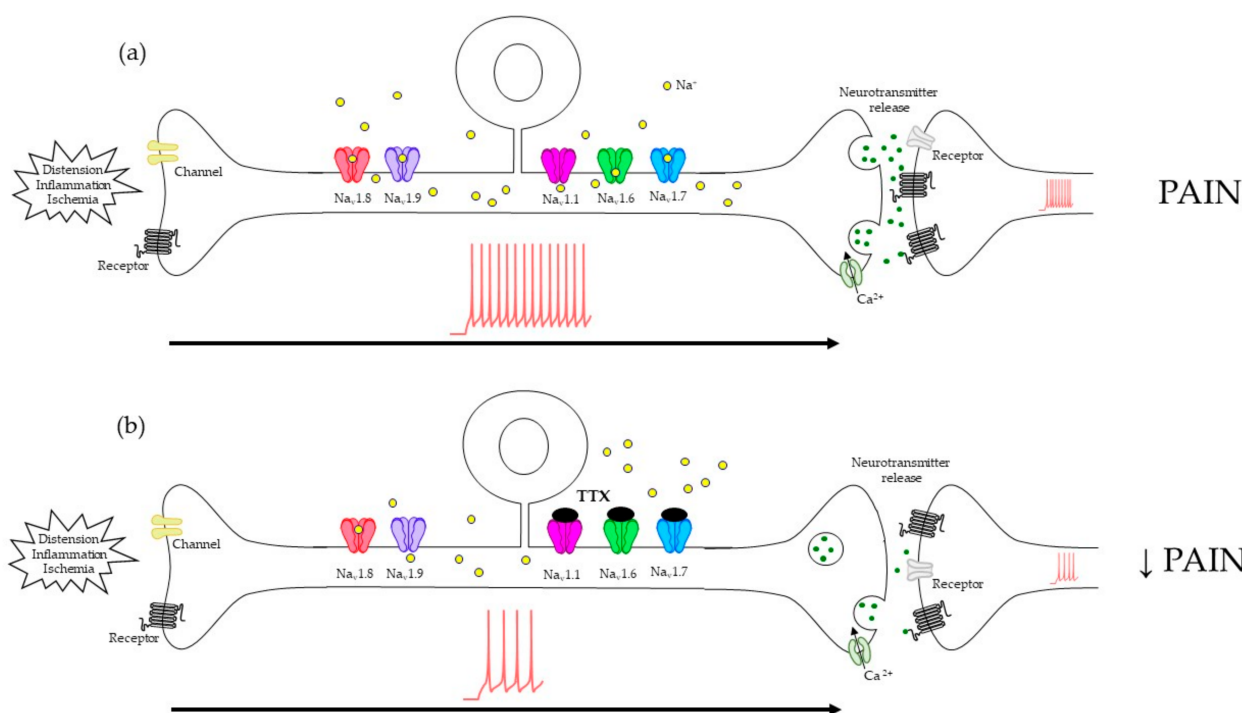 (a)
Na⁺
Neurotransmitter
release
Distension
Inflammation
Ischemia
Channel
Receptor
Naᵥ1.8
Naᵥ1.9
Naᵥ1.1
Naᵥ1.6
Naᵥ1.7
Receptor
PAIN
Ca²⁺
(b)
Neurotransmitter
release
TTX
Distension
Inflammation
Ischemia
Channel
Receptor
Naᵥ1.8
Naᵥ1.9
Naᵥ1.1
Naᵥ1.6
Naᵥ1.7
Receptor
↓ PAIN
Ca²⁺